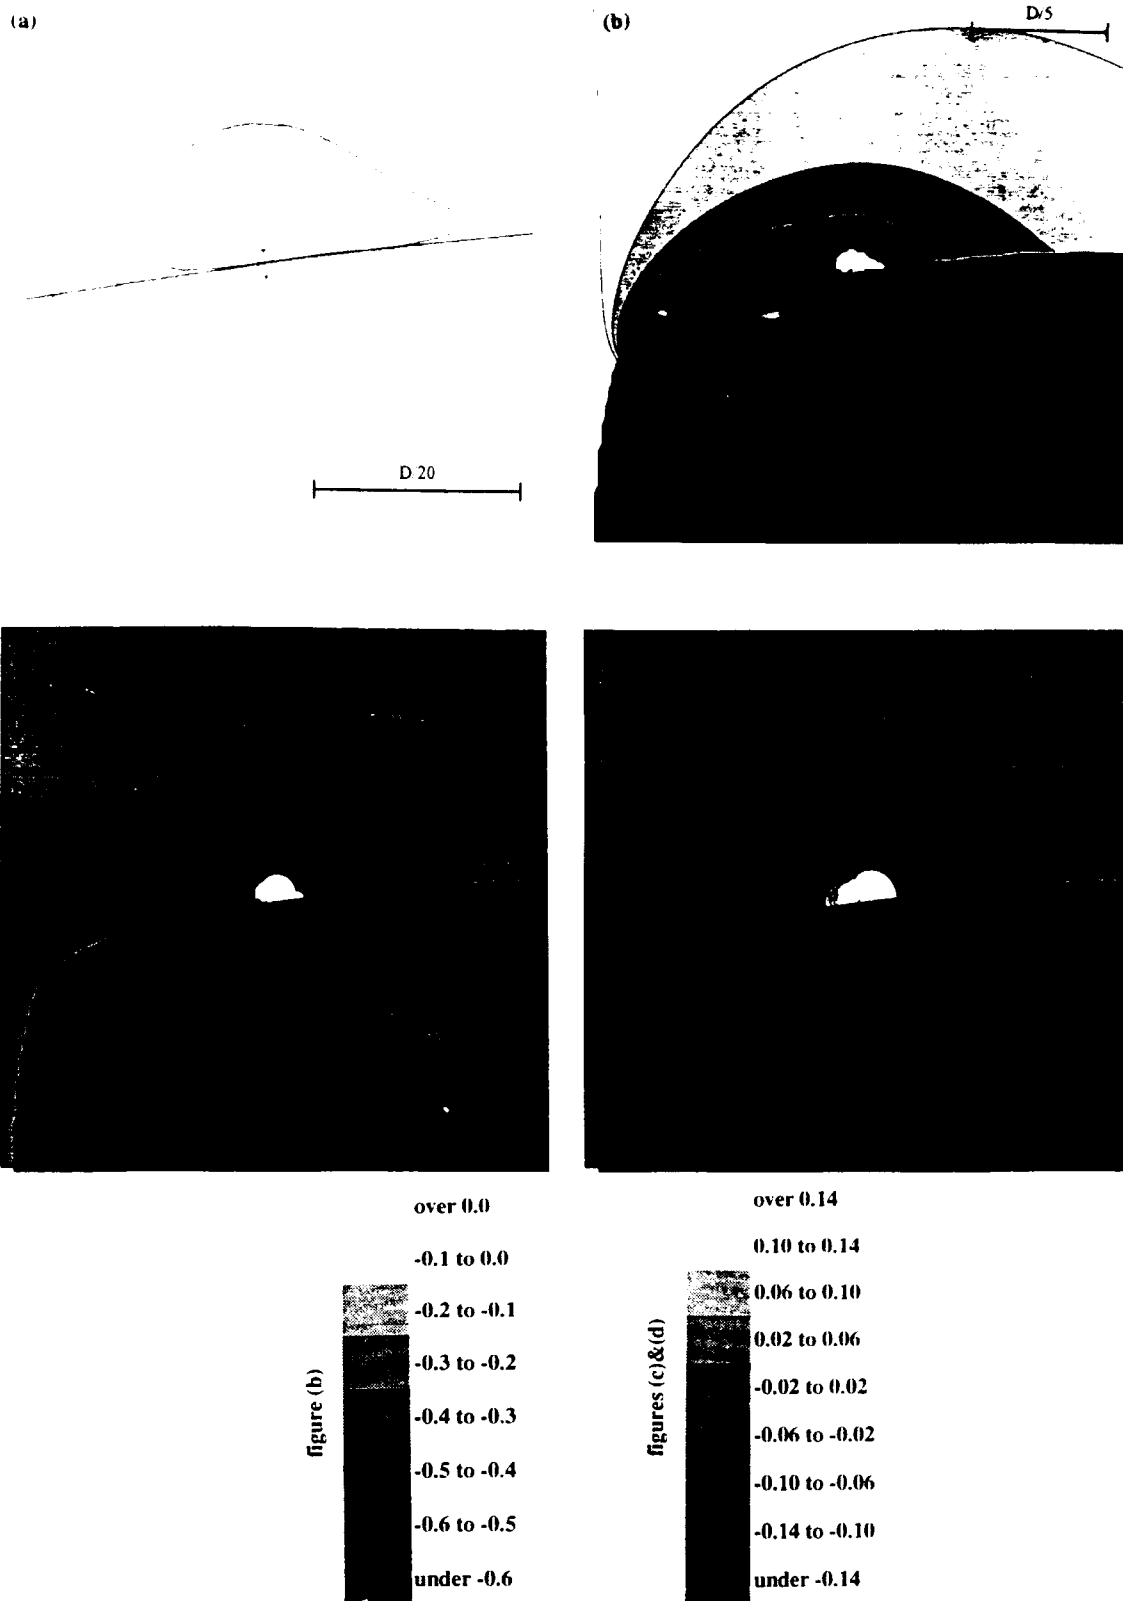 (a)
(b)
D/5
D/20
figure (b)
over 0.0
-0.1 to 0.0
-0.2 to -0.1
-0.3 to -0.2
-0.4 to -0.3
-0.5 to -0.4
-0.6 to -0.5
under -0.6
figures (c)&(d)
over 0.14
0.10 to 0.14
0.06 to 0.10
0.02 to 0.06
-0.02 to 0.02
-0.06 to -0.02
-0.10 to -0.06
-0.14 to -0.10
under -0.14